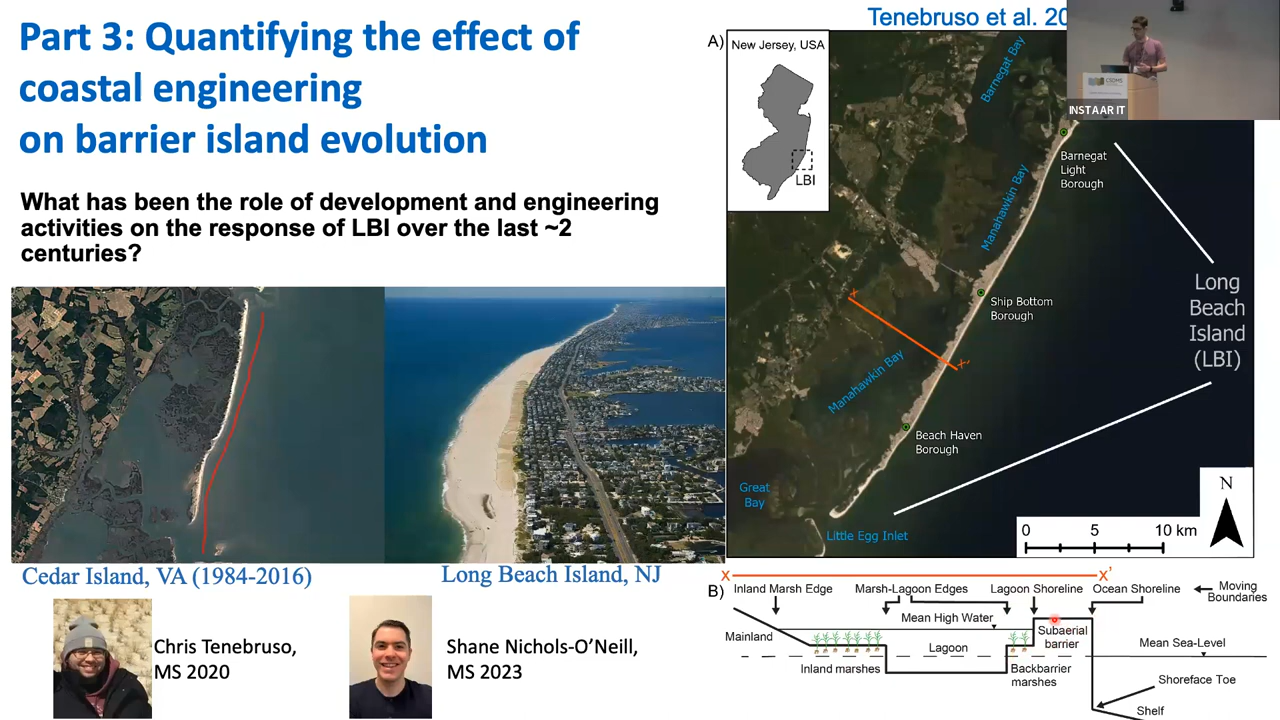 Part 3: Quantifying the effect of
coastal engineering
on barrier island evolution
What has been the role of development and engineering
activities on the response of LBI over the last ~2
centuries?
Cedar Island, VA (1984-2016)
Long Beach Island, NJ
Chris Tenebruso,
MS 2020
Shane Nichols-O’Neill,
MS 2023
Tenebruso et al. 20
INSTAAR IT
A)
New Jersey, USA
LBI
Barnegat Bay
Barnegat
Light
Borough
Manahawkin Bay
Ship Bottom
Borough
x
x'
Manahawkin Bay
Beach Haven
Borough
Great
Bay
Little Egg Inlet
Long
Beach
Island
(LBI)
N
0 5 10 km
B)
x x'
Inland Marsh Edge
Marsh-Lagoon Edges
Lagoon Shoreline
Ocean Shoreline
Moving
Boundaries
Mean High Water
Mainland
Lagoon
Subaerial
barrier
Mean Sea-Level
Inland marshes
Backbarrier
marshes
Shoreface Toe
Shelf